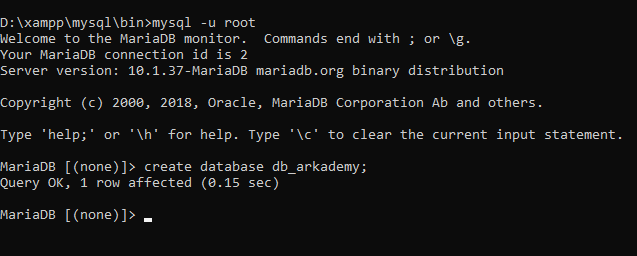 D:\xampp\mysql\bin>mysql -u root
Welcome to the MariaDB monitor.  Commands end with ; or \g.
Your MariaDB connection id is 2
Server version: 10.1.37-MariaDB mariadb.org binary distribution
Copyright (c) 2000, 2018, Oracle, MariaDB Corporation Ab and others.
Type 'help;' or '\h' for help. Type '\c' to clear the current input statement.
MariaDB [(none)]> create database db_arkademy;
Query OK, 1 row affected (0.15 sec)
MariaDB [(none)]>